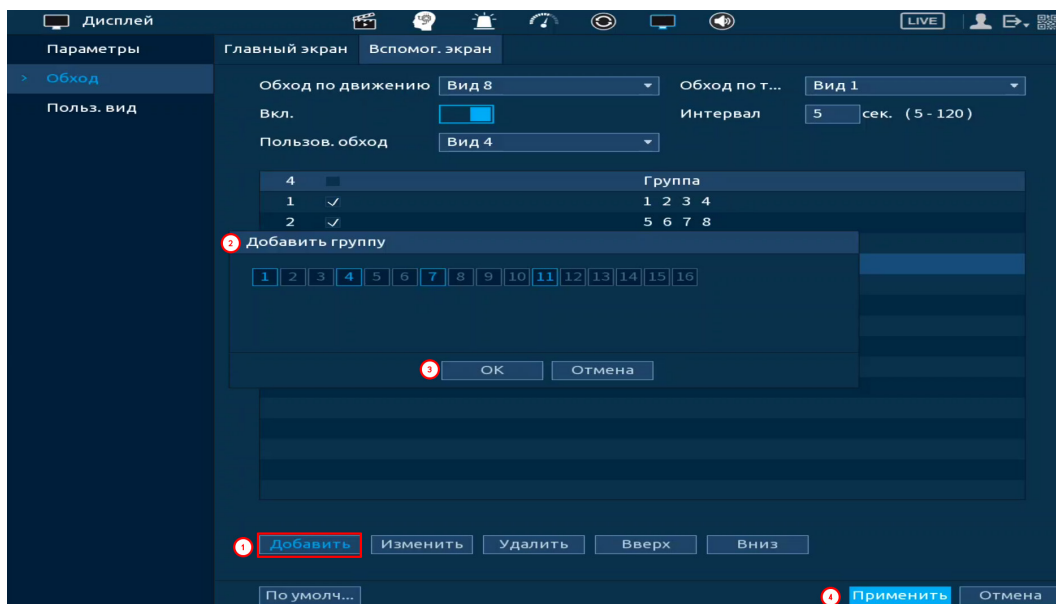 Дисплей LIVE
Параметры Главный экран Вспомог. экран
> Обход
Польз. вид
Обход по движению Вид 8 Обход по т... Вид 1
Вкл. Интервал 5 сек. (5-120)
Пользов. обход Вид 4
4 Группа
1 1 2 3 4
2 5 6 7 8
2 Добавить группу
1 2 3 4 5 6 7 8 9 10 11 12 13 14 15 16
3 OK Отмена
1 Добавить Изменить Удалить Вверх Вниз
По умолч... 4 Применить Отмена